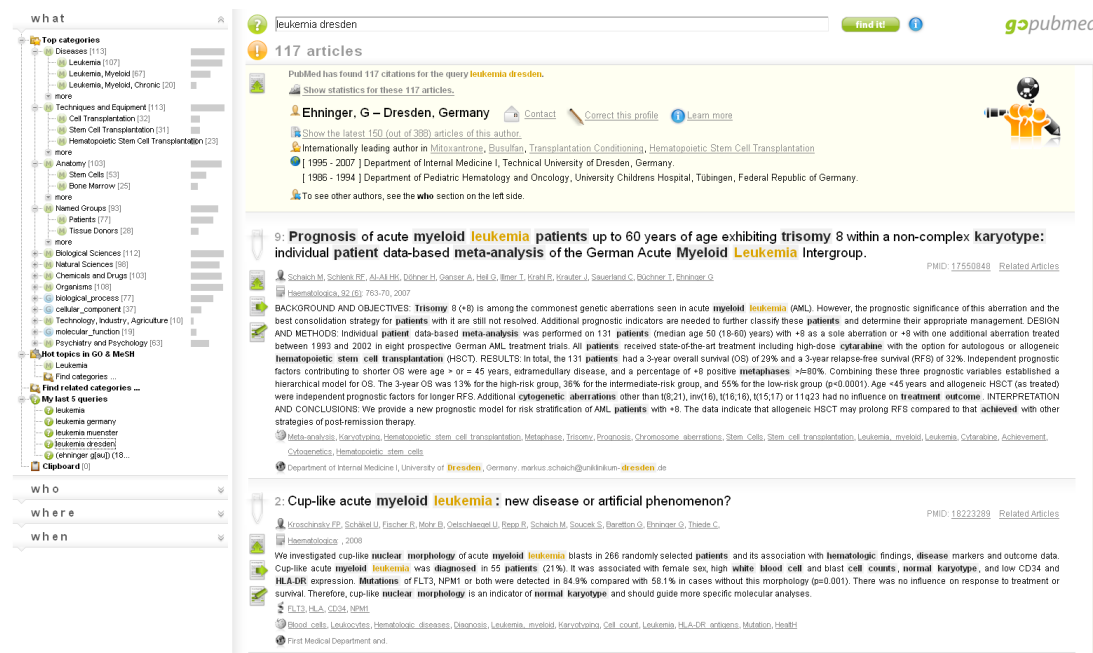 what
Top categories
Diseases [113]
Leukemia [107]
Leukemia, Myeloid [67]
Leukemia, Myeloid, Chronic [20]
more
Techniques and Equipment [113]
Cell Transplantation [32]
Stem Cell Transplantation [31]
Hematopoietic Stem Cell Transplantation [23]
more
Anatomy [103]
Stem Cells [53]
Bone Marrow [25]
more
Named Groups [93]
Patients [77]
Tissue Donors [28]
more
Biological Sciences [112]
Natural Sciences [98]
Chemicals and Drugs [103]
Organisms [108]
biological_process [77]
cellular_component [37]
Technology, Industry, Agriculture [10]
molecular_function [19]
Psychiatry and Psychology [63]
Hot topics in GO & MeSH
Leukemia
Find categories ...
Find related categories ...
My last 5 queries
leukemia
leukemia germany
leukemia muenster
leukemia dresden
(ehninger g[au]) (18...
Clipboard [0]
who
where
when
leukemia dresden
find it!
gopubmed
117 articles
PubMed has found 117 citations for the query leukemia dresden.
Show statistics for these 117 articles.
Ehninger, G – Dresden, Germany
Contact
Correct this profile
Learn more
Show the latest 150 (out of 388) articles of this author.
Internationally leading author in Mitoxantrone, Busulfan, Transplantation Conditioning, Hematopoietic Stem Cell Transplantation
[ 1995 - 2007 ] Department of Internal Medicine I, Technical University of Dresden, Germany.
[ 1986 - 1994 ] Department of Pediatric Hematology and Oncology, University Childrens Hospital, Tübingen, Federal Republic of Germany.
To see other authors, see the who section on the left side.
9: Prognosis of acute myeloid leukemia patients up to 60 years of age exhibiting trisomy 8 within a non-complex karyotype:
individual patient data-based meta-analysis of the German Acute Myeloid Leukemia Intergroup.
PMID: 17550848 Related Articles
Schaich M, Schlenk RF, Al-Ali HK, Döhner H, Ganser A, Heil G, Illmer T, Krahl R, Krauter J, Sauerland C, Büchner T, Ehninger G
Haematologica, 92 (6): 763-70, 2007
BACKGROUND AND OBJECTIVES: Trisomy 8 (+8) is among the commonest genetic aberrations seen in acute myeloid leukemia (AML). However, the prognostic significance of this aberration and the
best consolidation strategy for patients with it are still not resolved. Additional prognostic indicators are needed to further classify these patients and determine their appropriate management. DESIGN
AND METHODS: Individual patient data-based meta-analysis was performed on 131 patients (median age 50 (18-60) years) with +8 as a sole aberration or +8 with one additional aberration treated
between 1993 and 2002 in eight prospective German AML treatment trials. All patients received state-of-the-art treatment including high-dose cytarabine with the option for autologous or allogeneic
hematopoietic stem cell transplantation (HSCT). RESULTS: In total, the 131 patients had a 3-year overall survival (OS) of 29% and a 3-year relapse-free survival (RFS) of 32%. Independent prognostic
factors contributing to shorter OS were age > or = 45 years, extramedullary disease, and a percentage of +8 positive metaphases >/=80%. Combining these three prognostic variables established a
hierarchical model for OS. The 3-year OS was 13% for the high-risk group, 36% for the intermediate-risk group, and 55% for the low-risk group (p<0.0001). Age <45 years and allogeneic HSCT (as treated)
were independent prognostic factors for longer RFS. Additional cytogenetic aberrations other than t(8;21), inv(16), t(16;16), t(15;17) or 11q23 had no influence on treatment outcome. INTERPRETATION
AND CONCLUSIONS: We provide a new prognostic model for risk stratification of AML patients with +8. The data indicate that allogeneic HSCT may prolong RFS compared to that achieved with other
strategies of post-remission therapy.
Meta-analysis, Karyotyping, Hematopoietic stem cell transplantation, Metaphase, Trisomy, Prognosis, Chromosome aberrations, Stem Cells, Stem cell transplantation, Leukemia, myeloid, Leukemia, Cytarabine, Achievement,
Cytogenetics, Hematopoietic stem cells
Department of Internal Medicine I, University of Dresden, Germany. markus.schaich@uniklinikum-dresden.de
2: Cup-like acute myeloid leukemia: new disease or artificial phenomenon?
PMID: 18223289 Related Articles
Kroschinsky FP, Schäkel U, Fischer R, Mohr B, Oelschlaegel U, Repp R, Schaich M, Soucek S, Baretton G, Ehninger G, Thiede C,
Haematologica, , 2008
We investigated cup-like nuclear morphology of acute myeloid leukemia blasts in 266 randomly selected patients and its association with hematologic findings, disease markers and outcome data.
Cup-like acute myeloid leukemia was diagnosed in 55 patients (21%). It was associated with female sex, high white blood cell and blast cell counts, normal karyotype, and low CD34 and
HLA-DR expression. Mutations of FLT3, NPM1 or both were detected in 84.9% compared with 58.1% in cases without this morphology (p=0.001). There was no influence on response to treatment or
survival. Therefore, cup-like nuclear morphology is an indicator of normal karyotype and should guide more specific molecular analyses.
FLT3, HLA, CD34, NPM1
Blood cells, Leukocytes, Hematologic diseases, Diagnosis, Leukemia, myeloid, Karyotyping, Cell count, Leukemia, HLA-DR antigens, Mutation, Health
First Medical Department and.